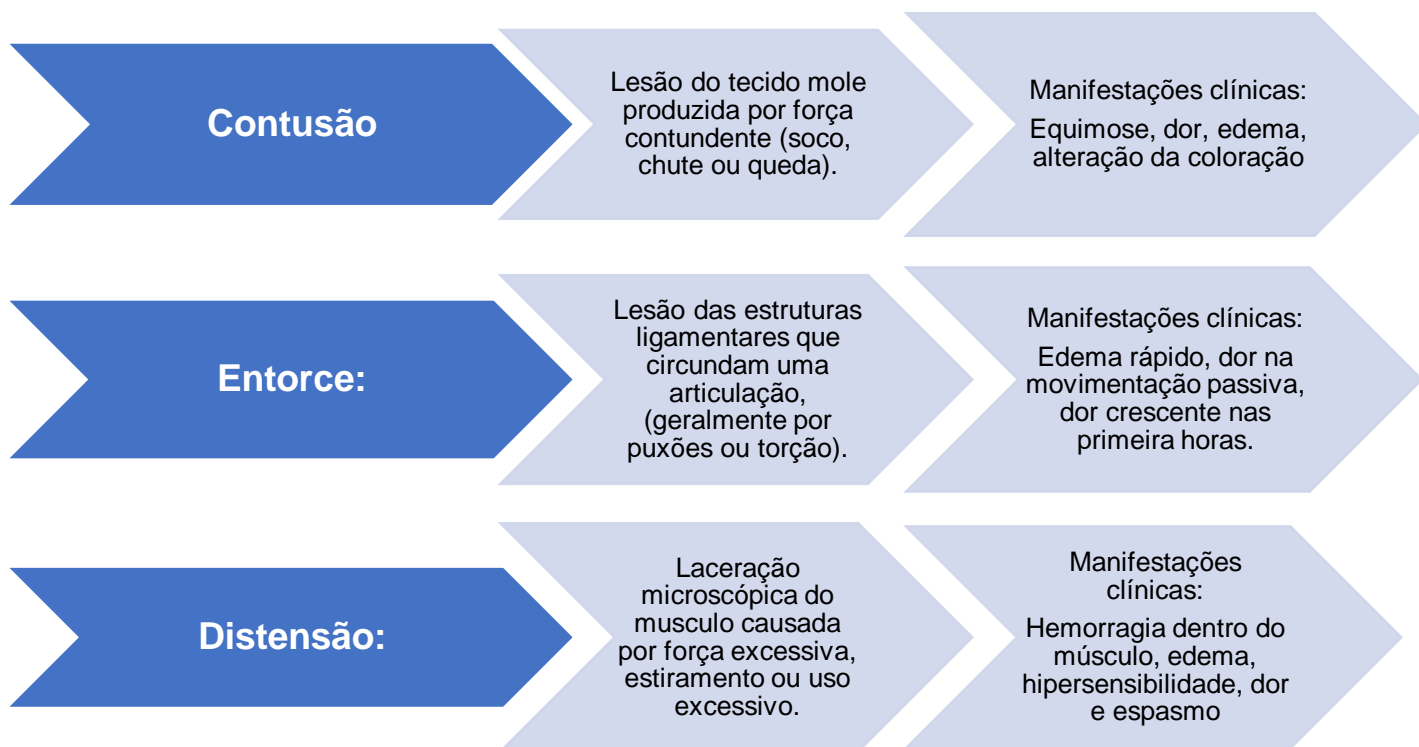 Contusão
Lesão do tecido mole
produzida por força
contundente (soco,
chute ou queda).
Manifestações clínicas:
Equimose, dor, edema,
alteração da coloração
Entorce:
Lesão das estruturas
ligamentares que
circundam uma
articulação,
(geralmente por
puxões ou torção).
Manifestações clínicas:
Edema rápido, dor na
movimentação passiva,
dor crescente nas
primeira horas.
Distensão:
Laceração
microscópica do
musculo causada
por força excessiva,
estiramento ou uso
excessivo.
Manifestações
clínicas:
Hemorragia dentro do
músculo, edema,
hipersensibilidade, dor
e espasmo